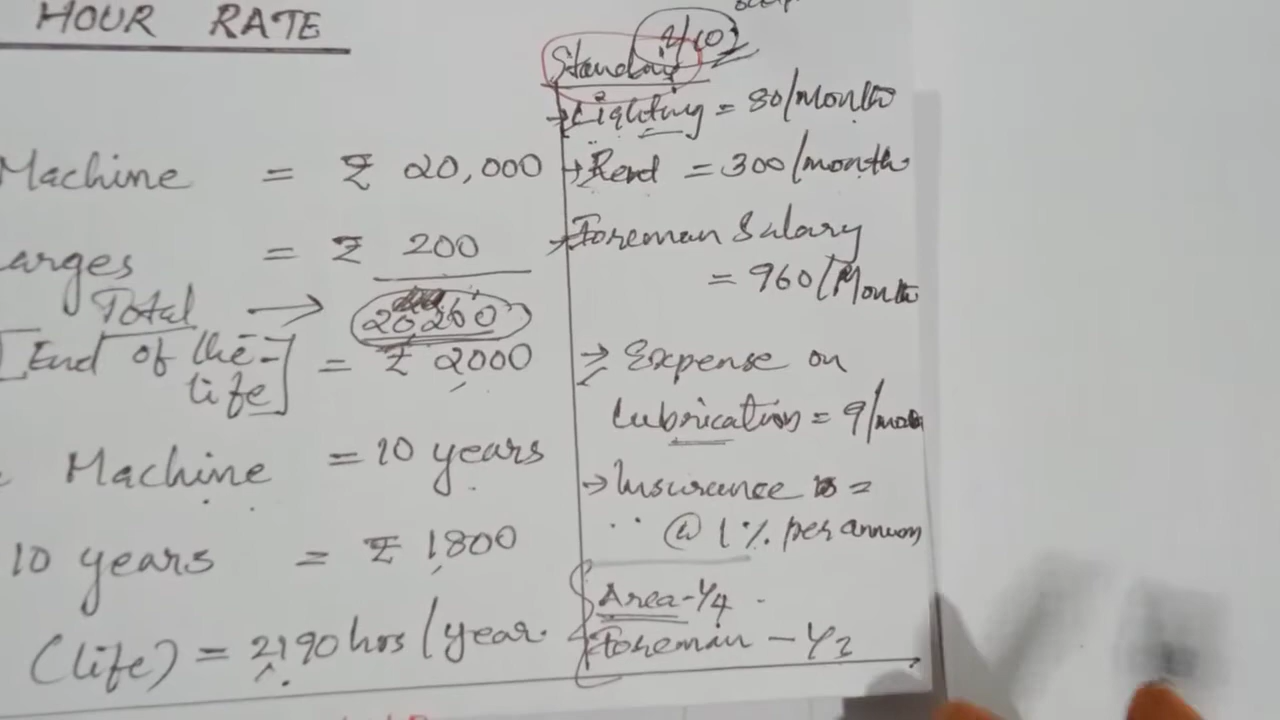 HOUR RATE
Machine = ₹ 20,000
arges = ₹ 200
Total → 20200
[End of the life] = ₹ 2000
Machine = 10 years
10 years = ₹ 1800
(life) = 2190 hrs/year
Standing
→ Lighting = 80/Month
→ Rent = 300/month
→ Foreman Salary
= 960/Month
⇒ Expense on
Lubrication = 9/month
→ Insurance =
@ 1% per annum
Area - 1/4
Foreman - 1/2